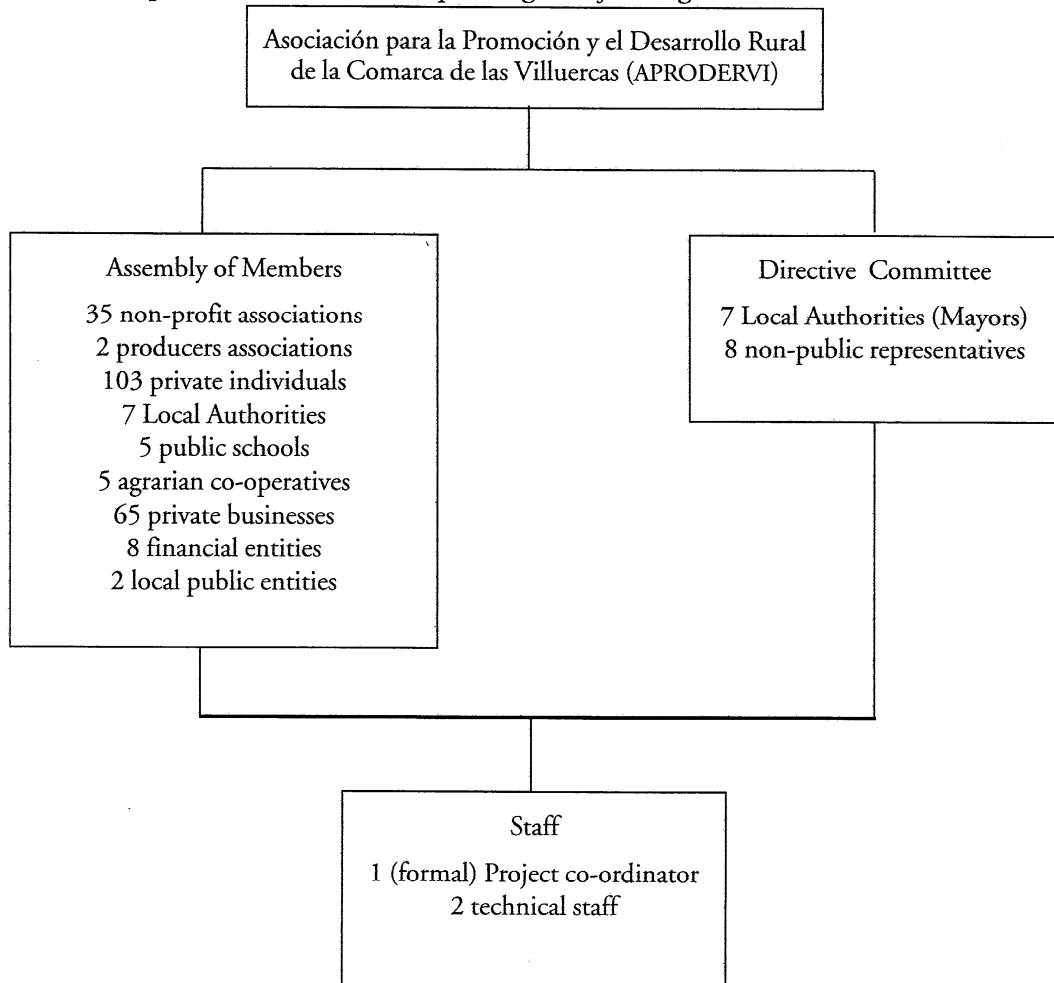 Asociación para la Promoción y el Desarrollo Rural
de la Comarca de las Villuercas (APRODERVI)
Assembly of Members
35 non-profit associations
2 producers associations
103 private individuals
7 Local Authorities
5 public schools
5 agrarian co-operatives
65 private businesses
8 financial entities
2 local public entities
Directive Committee
7 Local Authorities (Mayors)
8 non-public representatives
Staff
1 (formal) Project co-ordinator
2 technical staff